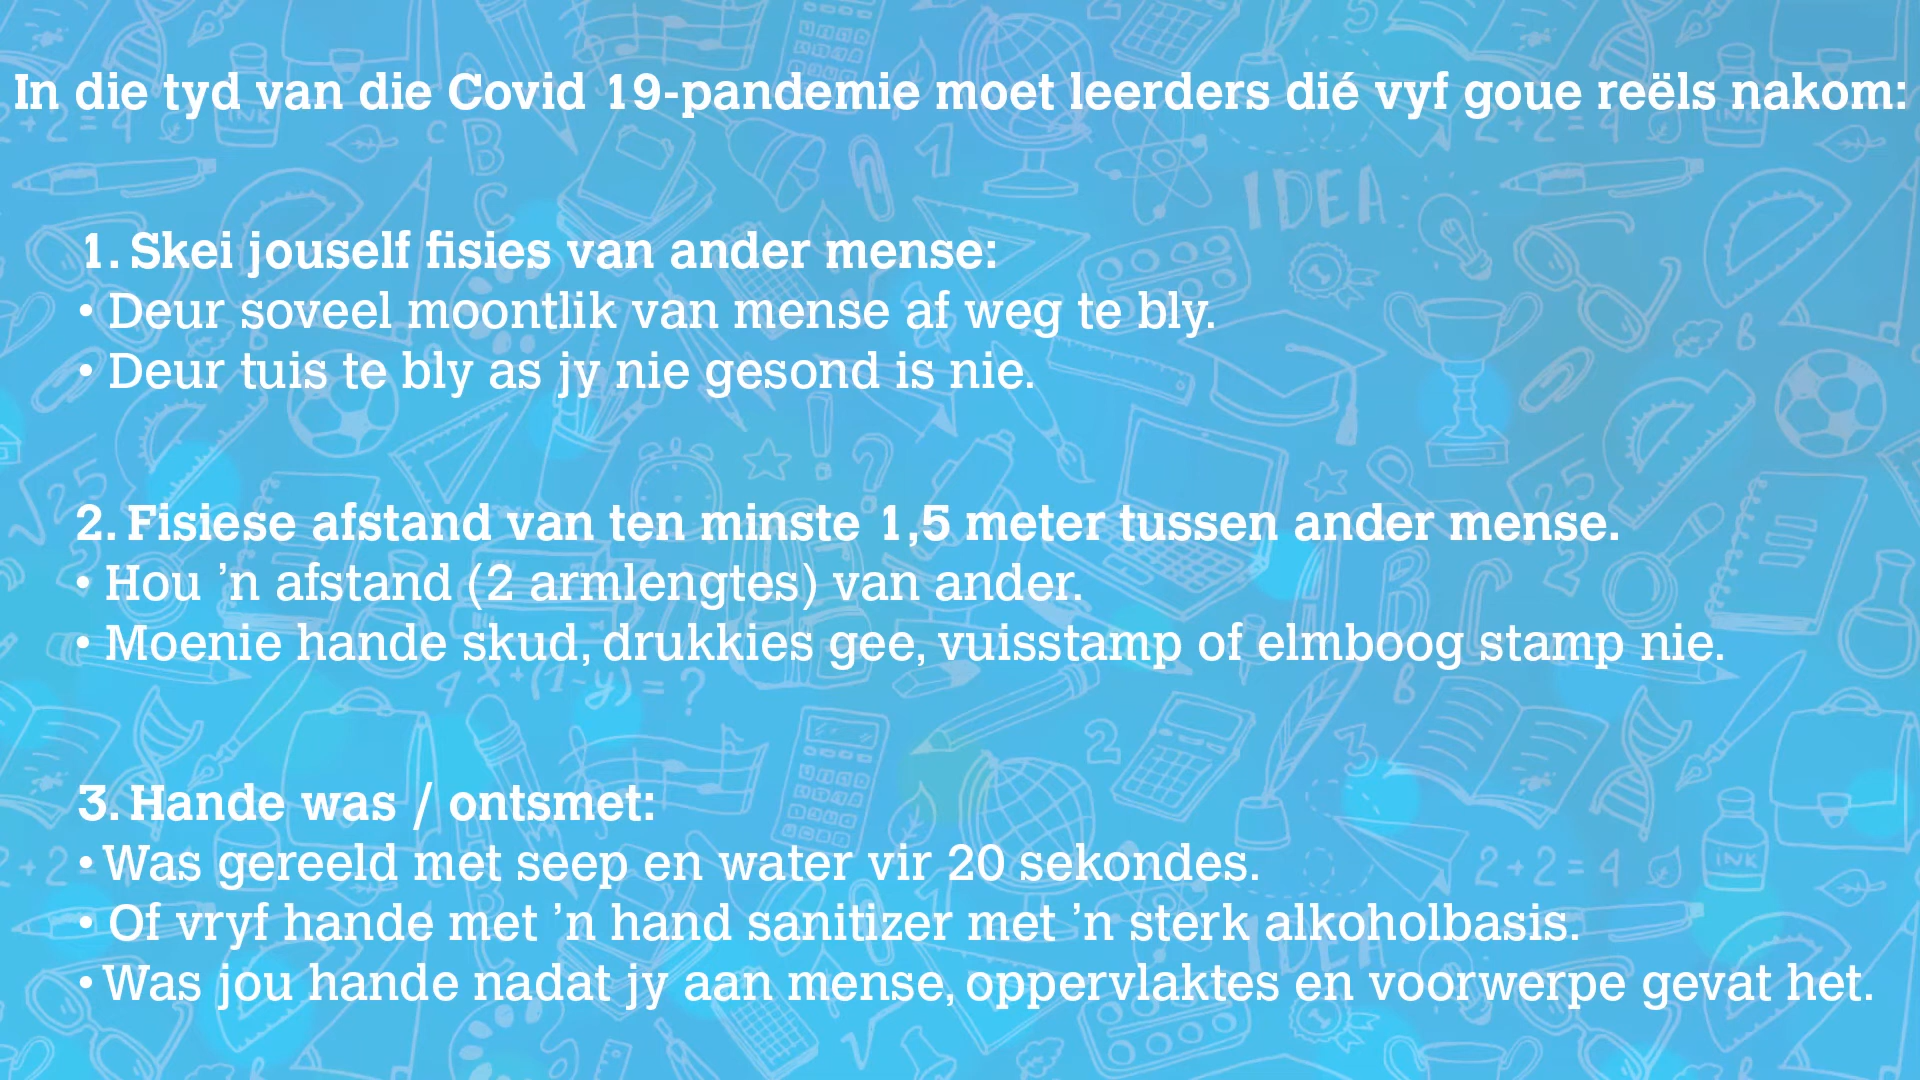 In die tyd van die Covid 19-pandemie moet leerders dié vyf goue reëls nakom:
1. Skei jouself fisies van ander mense:
• Deur soveel moontlik van mense af weg te bly.
• Deur tuis te bly as jy nie gesond is nie.
2. Fisiese afstand van ten minste 1,5 meter tussen ander mense.
• Hou ’n afstand (2 armlengtes) van ander.
• Moenie hande skud, drukkies gee, vuisstamp of elmboog stamp nie.
3. Hande was / ontsmet:
• Was gereeld met seep en water vir 20 sekondes.
• Of vryf hande met ’n hand sanitizer met ’n sterk alkoholbasis.
• Was jou hande nadat jy aan mense, oppervlaktes en voorwerpe gevat het.